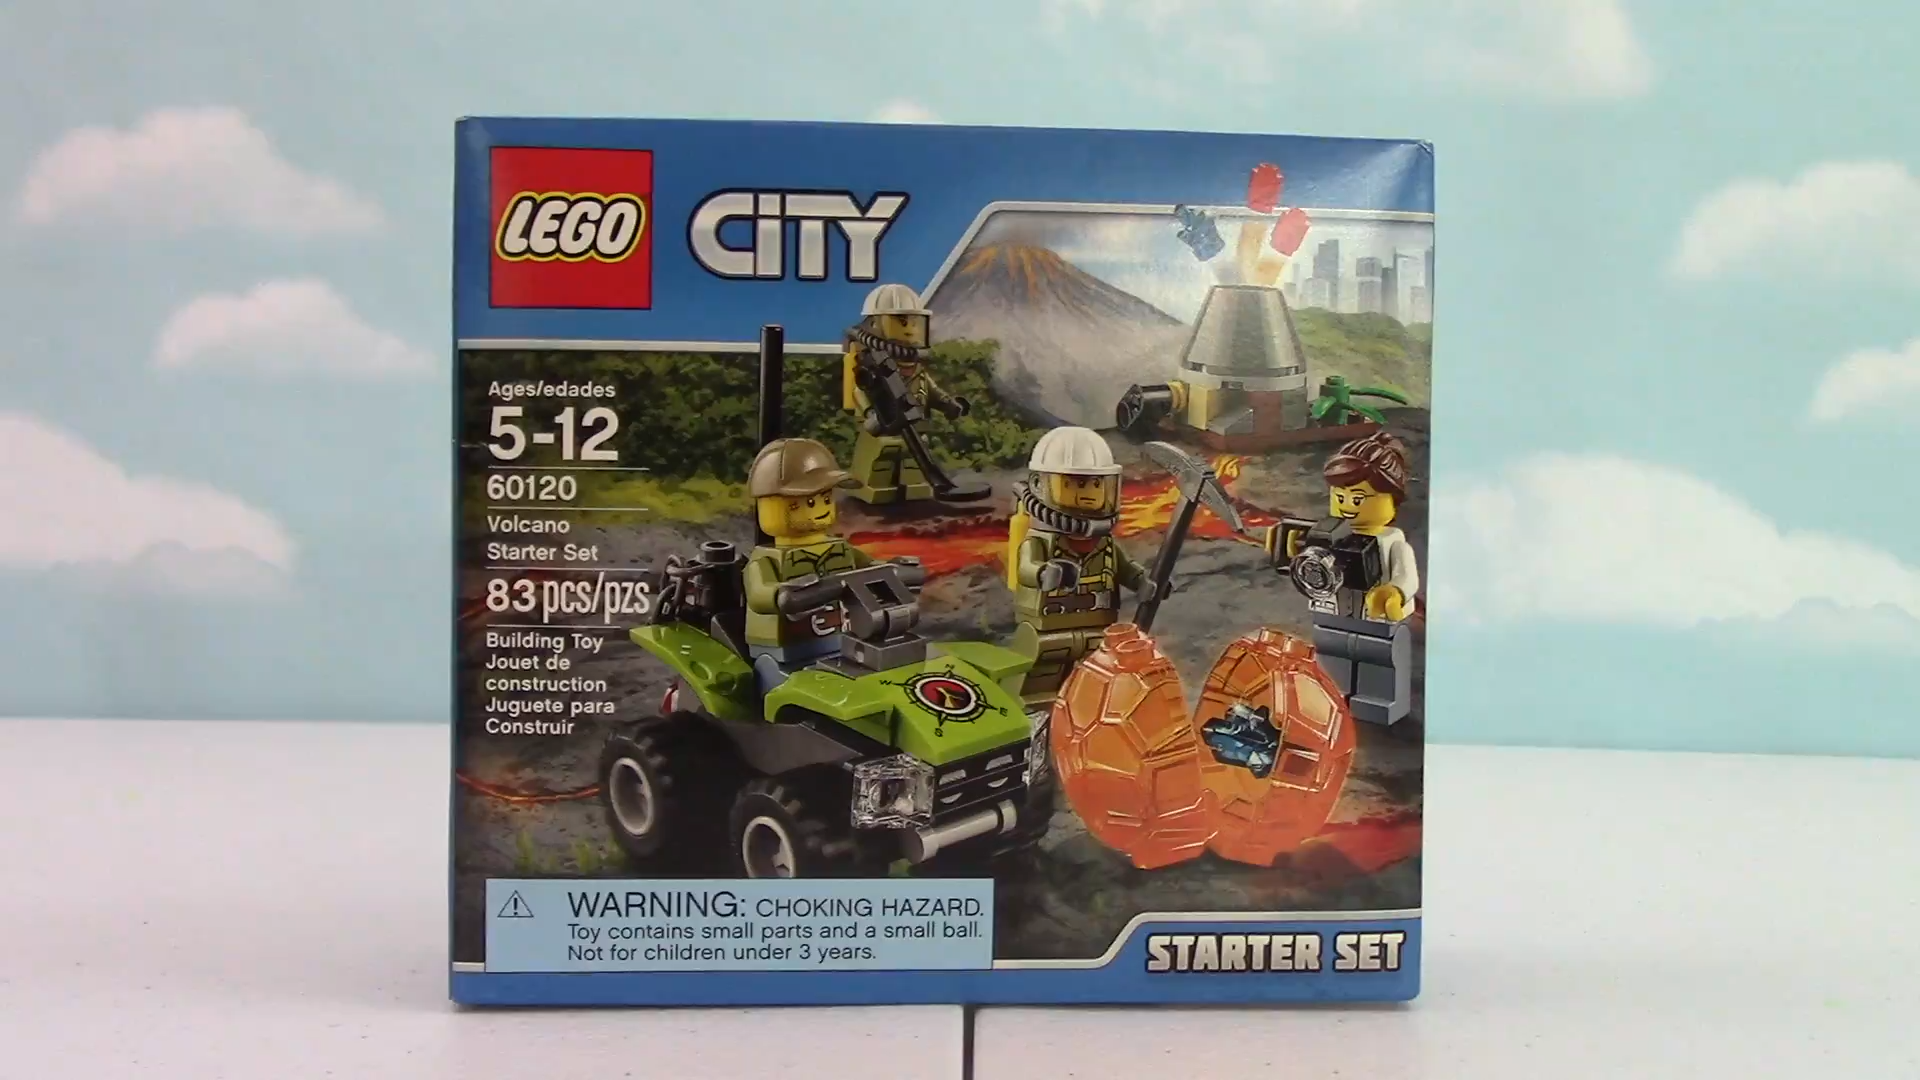 LEGO
CITY
Ages/edades
5-12
60120
Volcano
Starter Set
83 pcs/pzs
Building Toy
Jouet de
construction
Juguete para
Construir
N
W
E
S
WARNING: CHOKING HAZARD.
Toy contains small parts and a small ball.
Not for children under 3 years.
STARTER SET